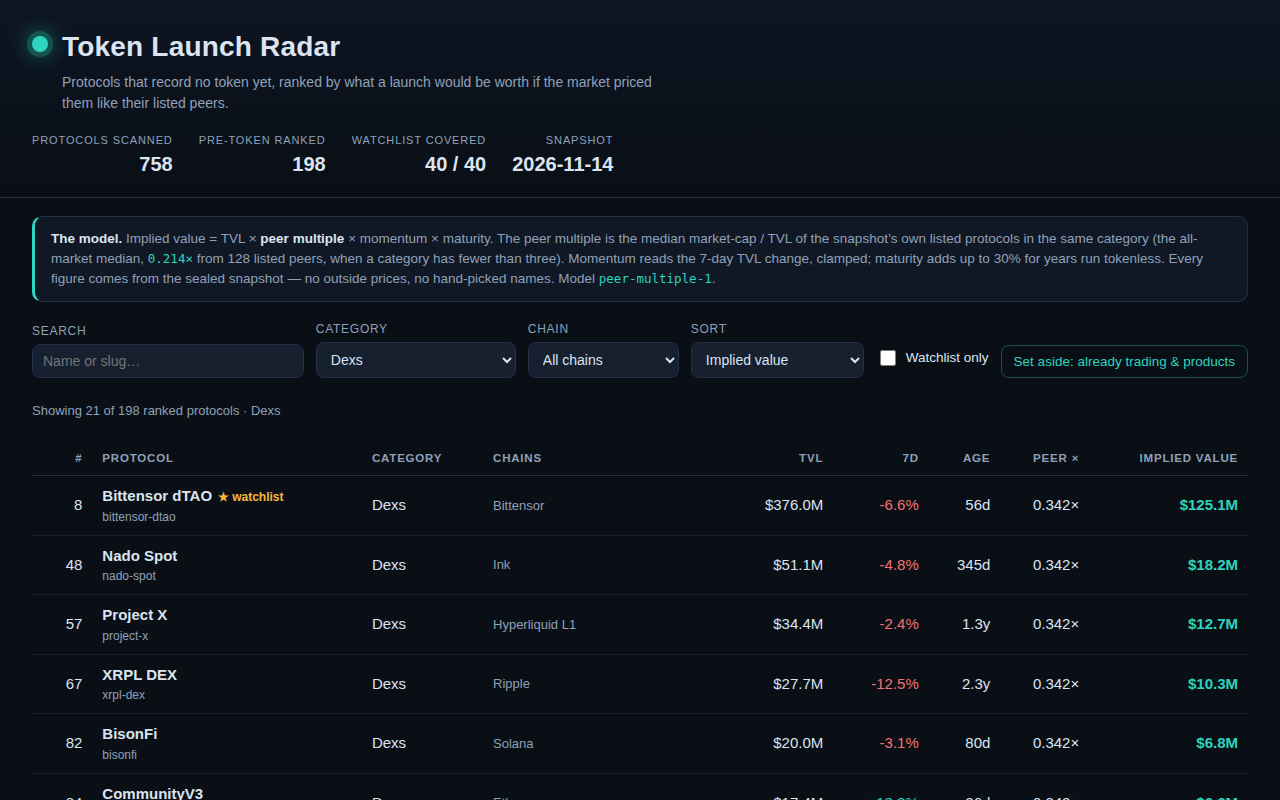 Token Launch Radar
Protocols that record no token yet, ranked by what a launch would be worth if the market priced
them like their listed peers.
PROTOCOLS SCANNED PRE-TOKEN RANKED WATCHLIST COVERED SNAPSHOT
758 198 40 / 40 2026-11-14
The model. Implied value = TVL × peer multiple × momentum × maturity. The peer multiple is the median market-cap / TVL of the snapshot’s own listed protocols in the same category (the all-
market median, 0.214× from 128 listed peers, when a category has fewer than three). Momentum reads the 7-day TVL change, clamped; maturity adds up to 30% for years run tokenless. Every
figure comes from the sealed snapshot — no outside prices, no hand-picked names. Model peer-multiple-1.
SEARCH CATEGORY CHAIN SORT
Name or slug… Dexs All chains Implied value Watchlist only Set aside: already trading & products
Showing 21 of 198 ranked protocols · Dexs
# PROTOCOL CATEGORY CHAINS TVL 7D AGE PEER × IMPLIED VALUE
8 Bittensor dTAO ★ watchlist Dexs Bittensor $376.0M -6.6% 56d 0.342× $125.1M
bittensor-dtao
48 Nado Spot Dexs Ink $51.1M -4.8% 345d 0.342× $18.2M
nado-spot
57 Project X Dexs Hyperliquid L1 $34.4M -2.4% 1.3y 0.342× $12.7M
project-x
67 XRPL DEX Dexs Ripple $27.7M -12.5% 2.3y 0.342× $10.3M
xrpl-dex
82 BisonFi Dexs Solana $20.0M -3.1% 80d 0.342× $6.8M
bisonfi
CommunityV3